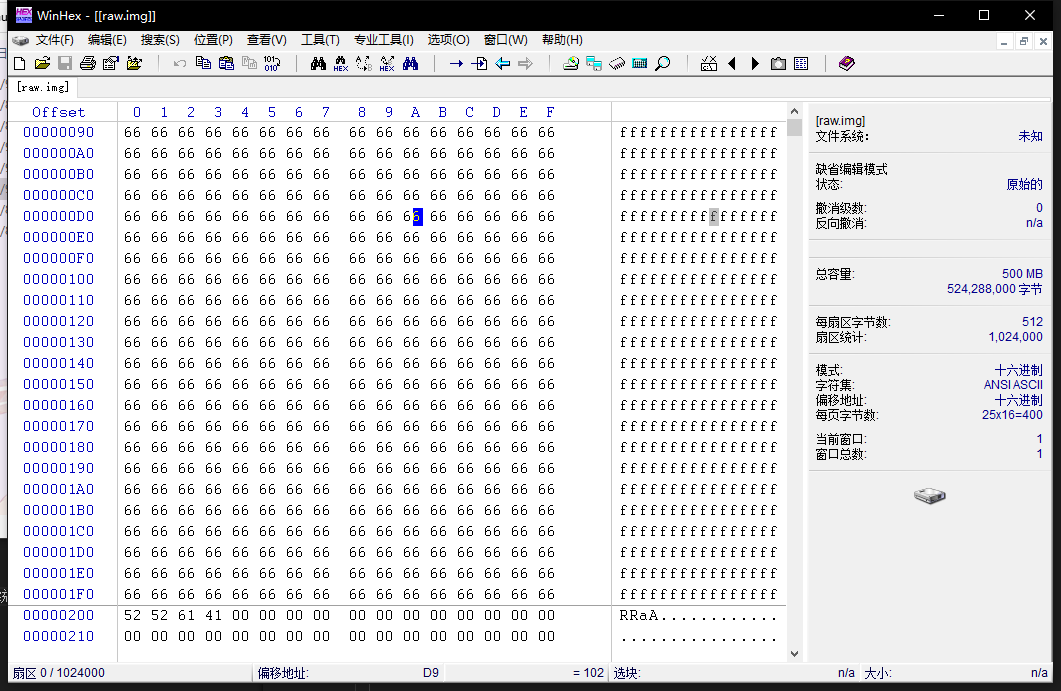 WinHex - [[raw.img]]
文件(F) 编辑(E) 搜索(S) 位置(P) 查看(V) 工具(T) 专业工具(I) 选项(O) 窗口(W) 帮助(H)
[raw.img]
Offset 0 1 2 3 4 5 6 7 8 9 A B C D E F
00000090 66 66 66 66 66 66 66 66 66 66 66 66 66 66 66 66 ffffffffffffffff
000000A0 66 66 66 66 66 66 66 66 66 66 66 66 66 66 66 66 ffffffffffffffff
000000B0 66 66 66 66 66 66 66 66 66 66 66 66 66 66 66 66 ffffffffffffffff
000000C0 66 66 66 66 66 66 66 66 66 66 66 66 66 66 66 66 ffffffffffffffff
000000D0 66 66 66 66 66 66 66 66 66 66 66 66 66 66 66 66 ffffffffffffffff
000000E0 66 66 66 66 66 66 66 66 66 66 66 66 66 66 66 66 ffffffffffffffff
000000F0 66 66 66 66 66 66 66 66 66 66 66 66 66 66 66 66 ffffffffffffffff
00000100 66 66 66 66 66 66 66 66 66 66 66 66 66 66 66 66 ffffffffffffffff
00000110 66 66 66 66 66 66 66 66 66 66 66 66 66 66 66 66 ffffffffffffffff
00000120 66 66 66 66 66 66 66 66 66 66 66 66 66 66 66 66 ffffffffffffffff
00000130 66 66 66 66 66 66 66 66 66 66 66 66 66 66 66 66 ffffffffffffffff
00000140 66 66 66 66 66 66 66 66 66 66 66 66 66 66 66 66 ffffffffffffffff
00000150 66 66 66 66 66 66 66 66 66 66 66 66 66 66 66 66 ffffffffffffffff
00000160 66 66 66 66 66 66 66 66 66 66 66 66 66 66 66 66 ffffffffffffffff
00000170 66 66 66 66 66 66 66 66 66 66 66 66 66 66 66 66 ffffffffffffffff
00000180 66 66 66 66 66 66 66 66 66 66 66 66 66 66 66 66 ffffffffffffffff
00000190 66 66 66 66 66 66 66 66 66 66 66 66 66 66 66 66 ffffffffffffffff
000001A0 66 66 66 66 66 66 66 66 66 66 66 66 66 66 66 66 ffffffffffffffff
000001B0 66 66 66 66 66 66 66 66 66 66 66 66 66 66 66 66 ffffffffffffffff
000001C0 66 66 66 66 66 66 66 66 66 66 66 66 66 66 66 66 ffffffffffffffff
000001D0 66 66 66 66 66 66 66 66 66 66 66 66 66 66 66 66 ffffffffffffffff
000001E0 66 66 66 66 66 66 66 66 66 66 66 66 66 66 66 66 ffffffffffffffff
000001F0 66 66 66 66 66 66 66 66 66 66 66 66 66 66 66 66 ffffffffffffffff
00000200 52 52 61 41 00 00 00 00 00 00 00 00 00 00 00 00 RRaA............
00000210 00 00 00 00 00 00 00 00 00 00 00 00 00 00 00 00 ................
[raw.img]
文件系统: 未知
缺省编辑模式
状态: 原始的
撤消级数: 0
反向撤消: n/a
总容量: 500 MB
524,288,000 字节
每扇区字节数: 512
扇区统计: 1,024,000
模式: 十六进制
字符集: ANSI ASCII
偏移地址: 十六进制
每页字节数: 25x16=400
当前窗口: 1
窗口总数: 1
扇区 0 / 1024000 偏移地址: D9 = 102 选块: n/a 大小: n/a